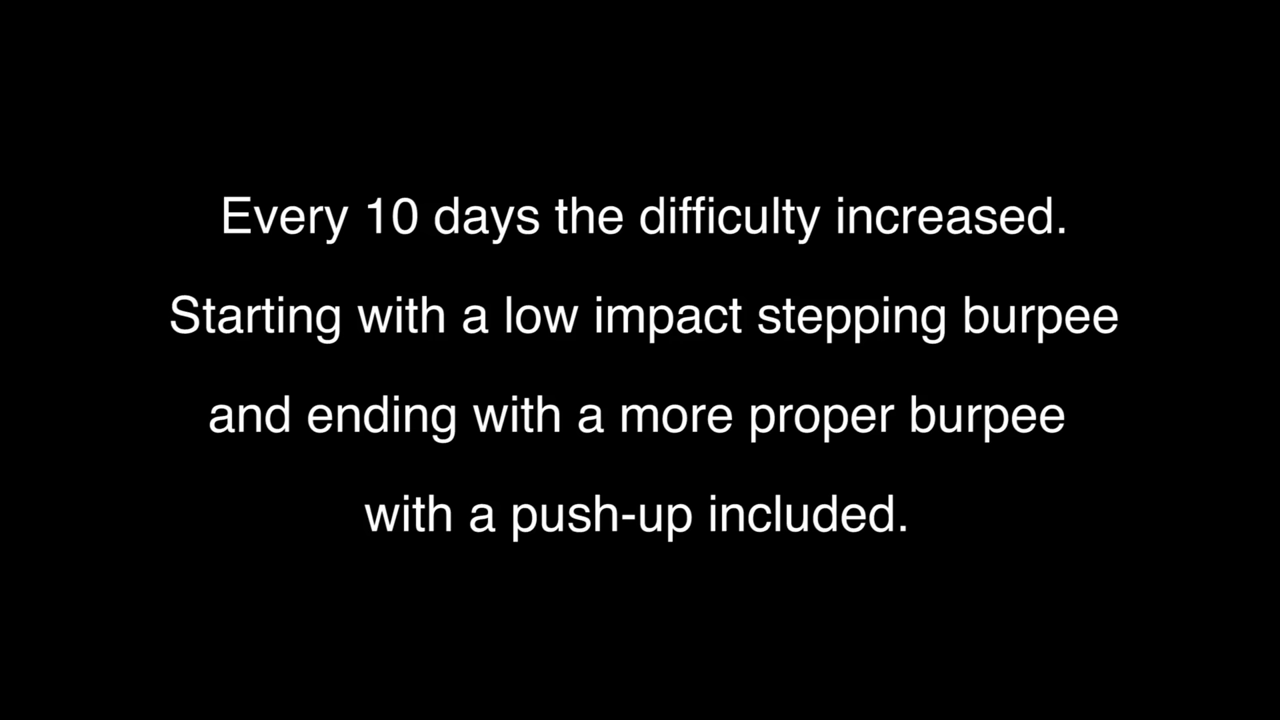 Every 10 days the difficulty increased.
Starting with a low impact stepping burpee
and ending with a more proper burpee
with a push-up included.